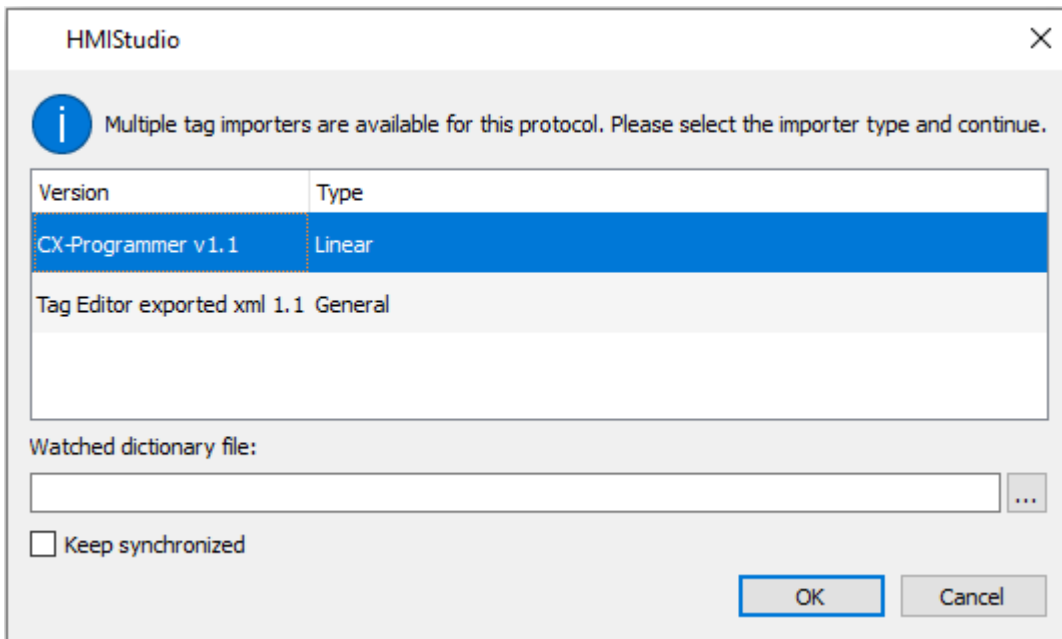 HMIStudio
Multiple tag importers are available for this protocol. Please select the importer type and continue.
Version Type
CX-Programmer v1.1 Linear
Tag Editor exported xml 1.1 General
Watched dictionary file:
...
Keep synchronized
OK Cancel